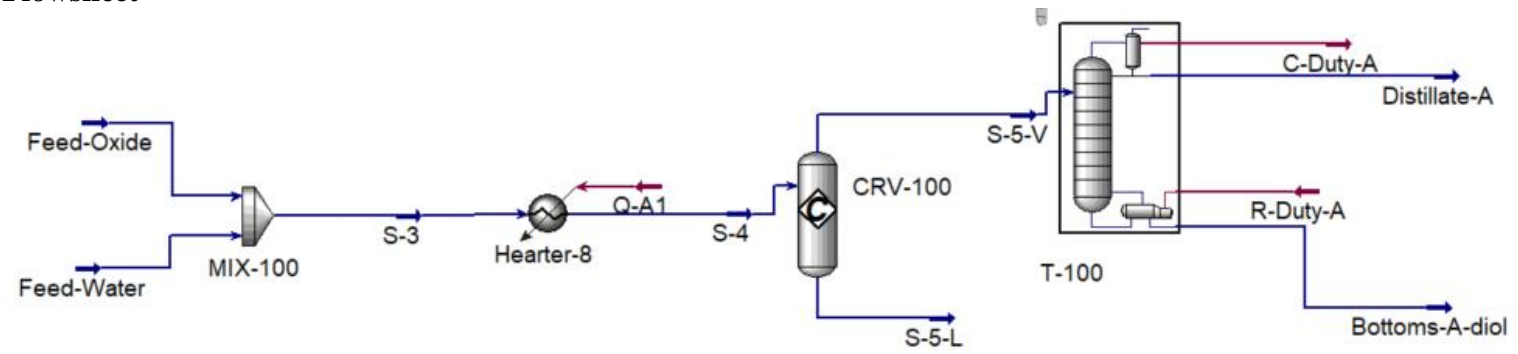 C-Duty-A
Distillate-A
Feed-Oxide
S-5-V
CRV-100
Q-A1
R-Duty-A
S-3
S-4
Hearter-8
MIX-100
T-100
Feed-Water
C
S-5-L
Bottoms-A-diol